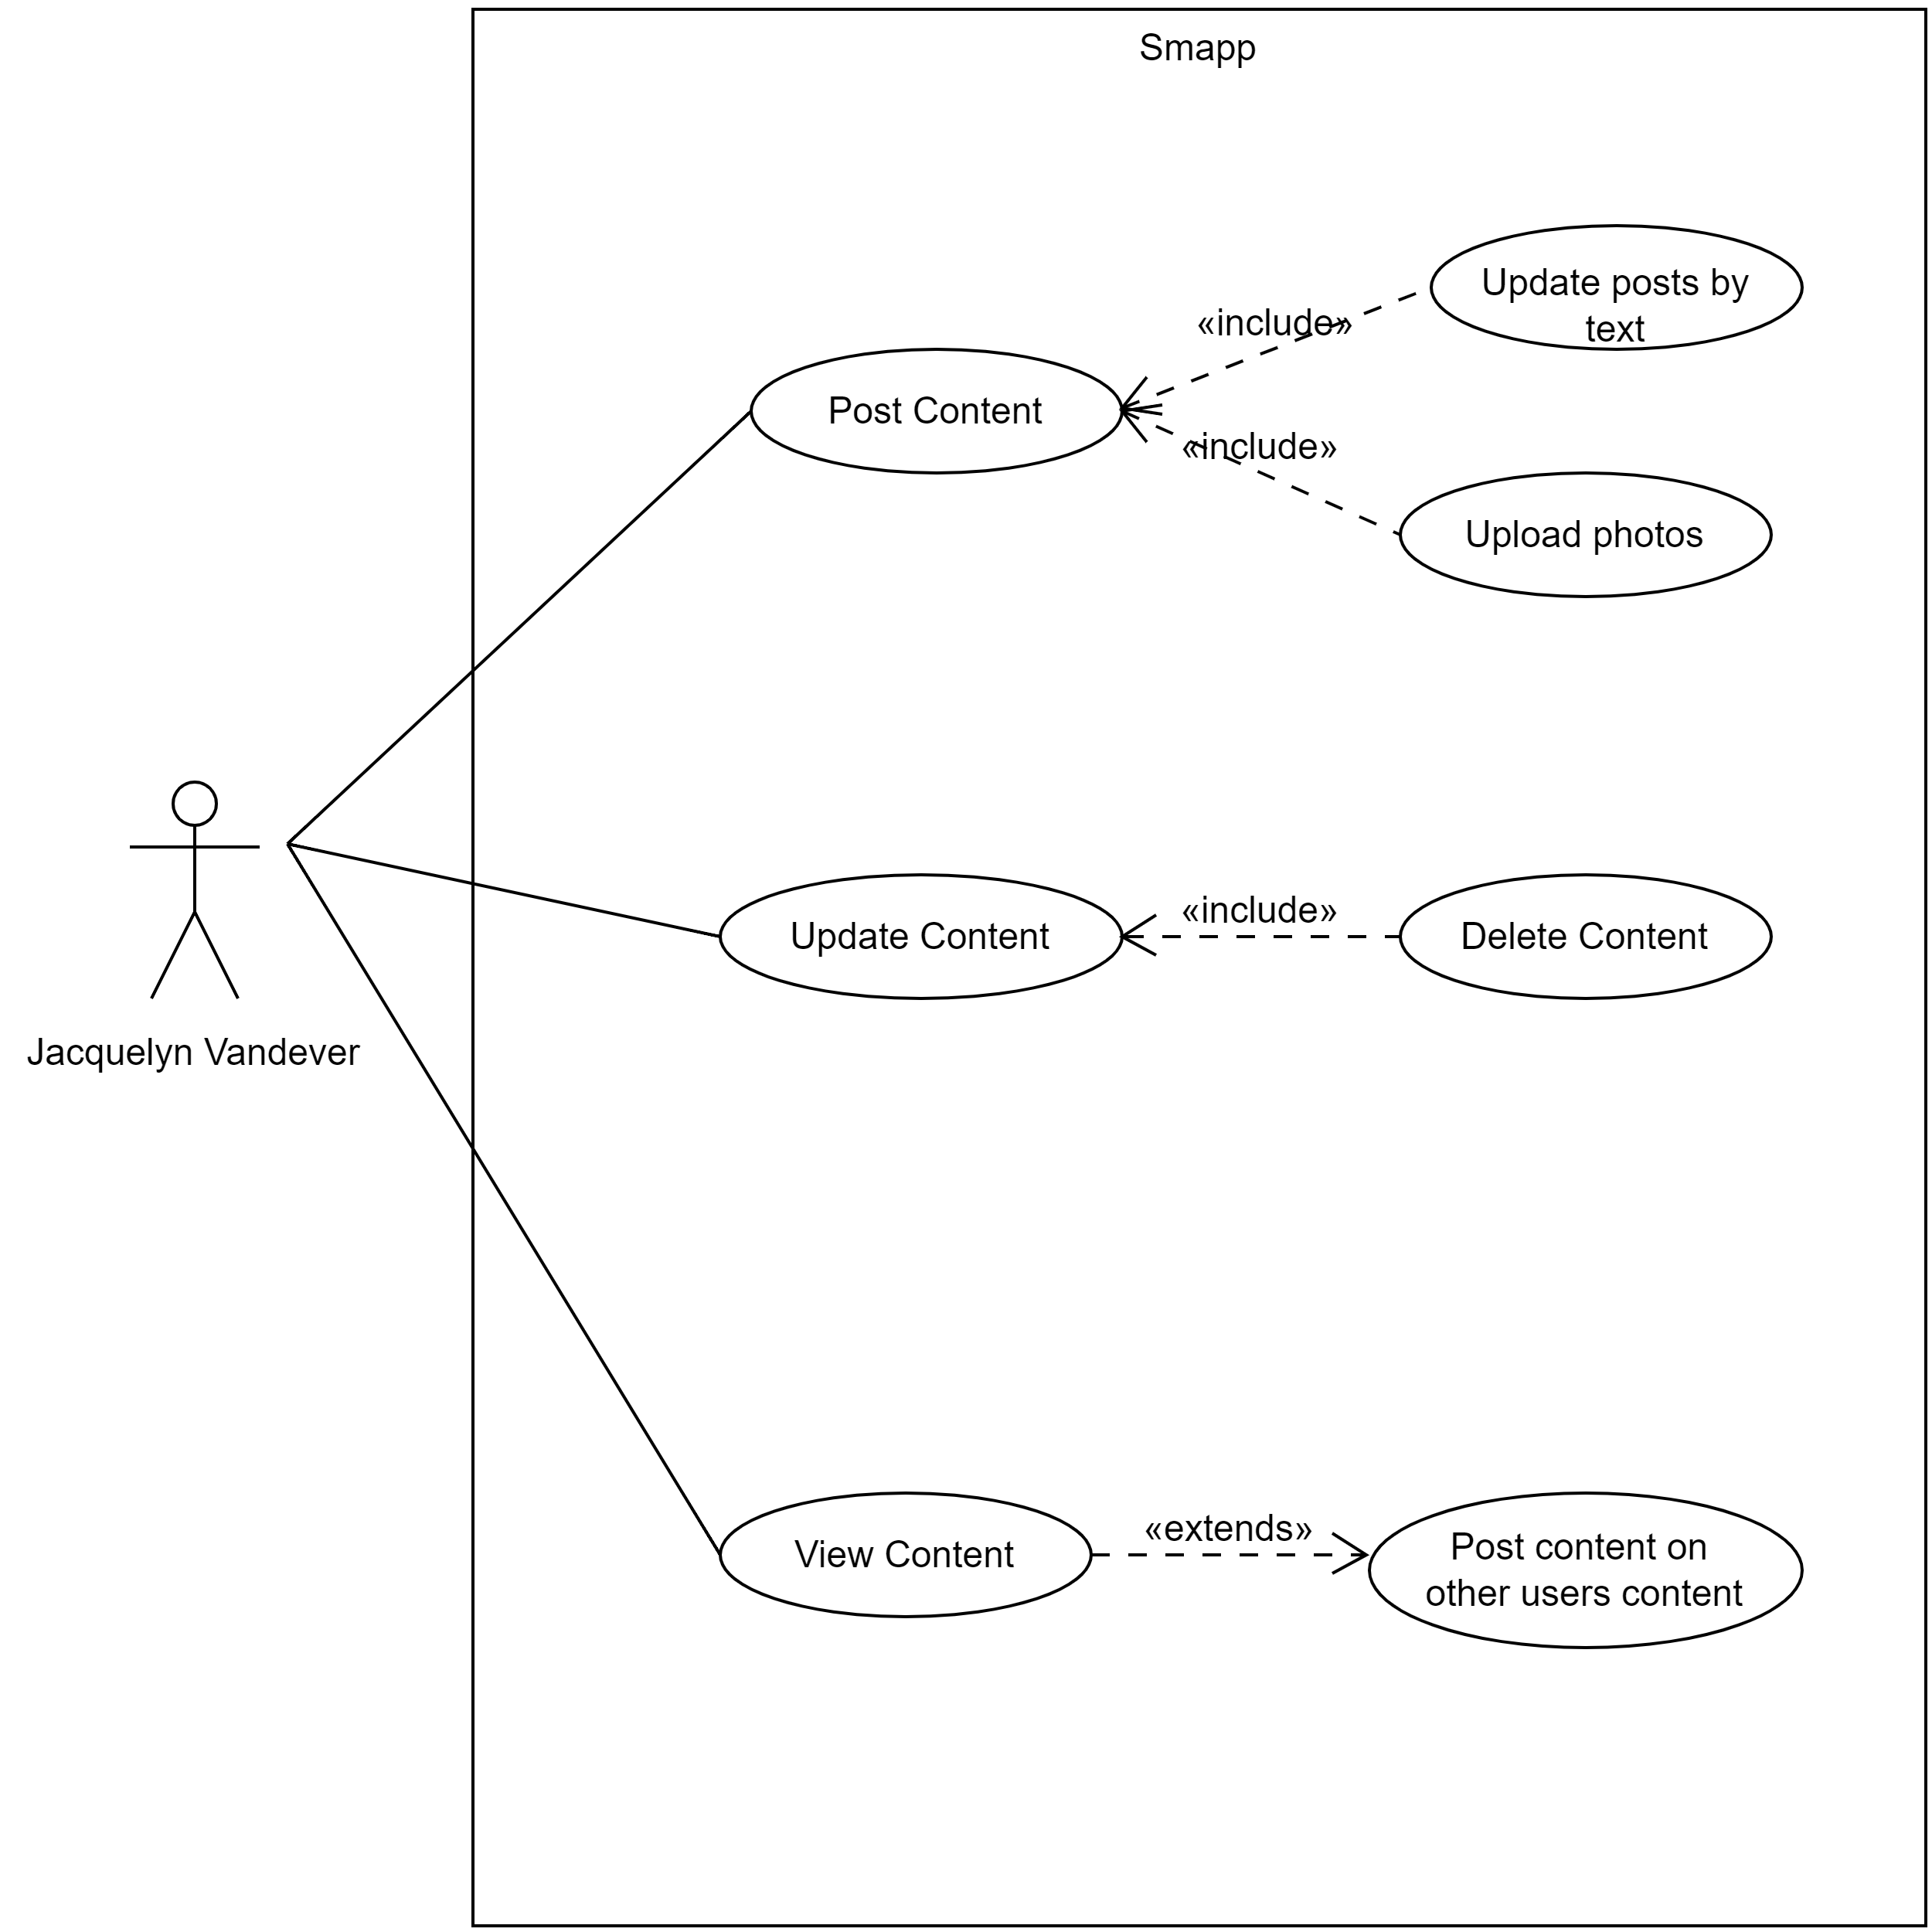 Smapp
Update posts by
text
«include»
Post Content
«include»
Upload photos
Jacquelyn Vandever
Update Content
«include»
Delete Content
View Content
«extends»
Post content on
other users content